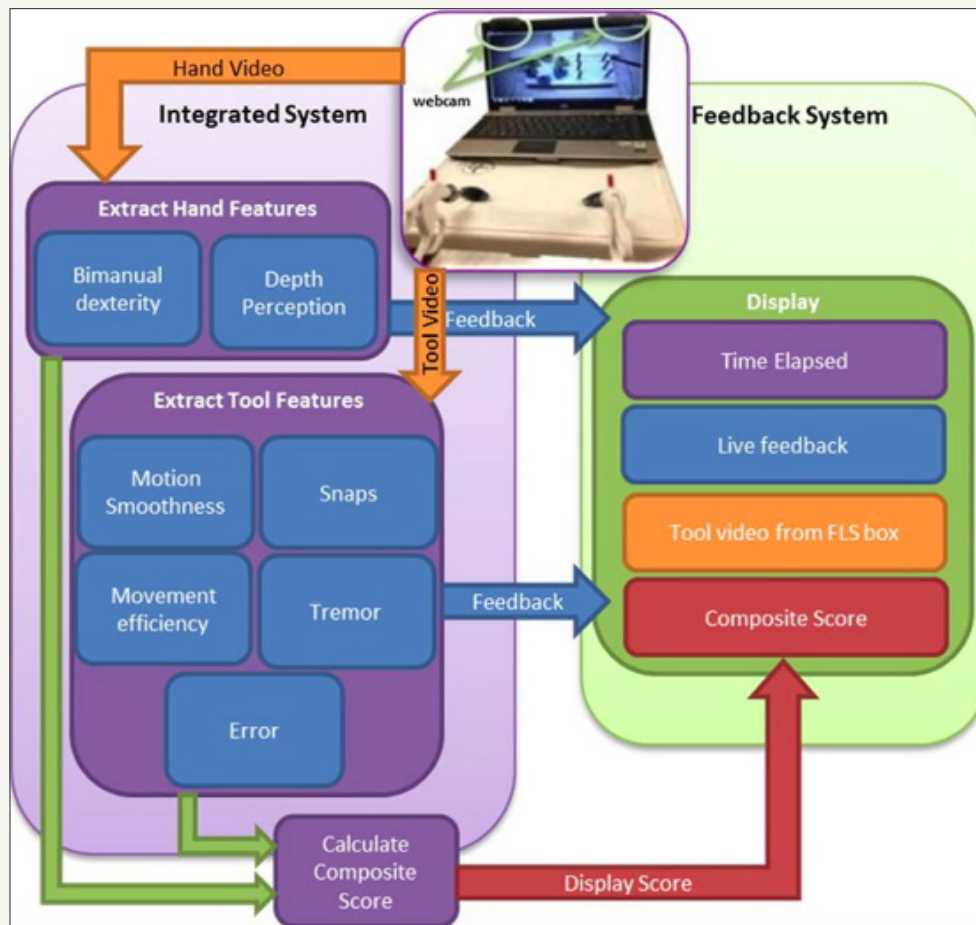 Hand Video
webcam
Integrated System
Feedback System
Extract Hand Features
Bimanual
dexterity
Depth
Perception
Tool Video
Feedback
Display
Time Elapsed
Live feedback
Tool video from FLS box
Composite Score
Extract Tool Features
Motion
Smoothness
Snaps
Movement
efficiency
Tremor
Feedback
Error
Calculate
Composite
Score
Display Score